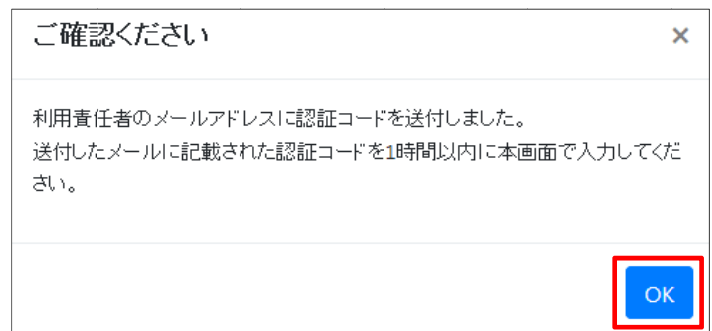 ご確認ください
×
利用責任者のメールアドレスに認証コードを送付しました。
送付したメールに記載された認証コードを1時間以内に本画面で入力してくだ
さい。
OK